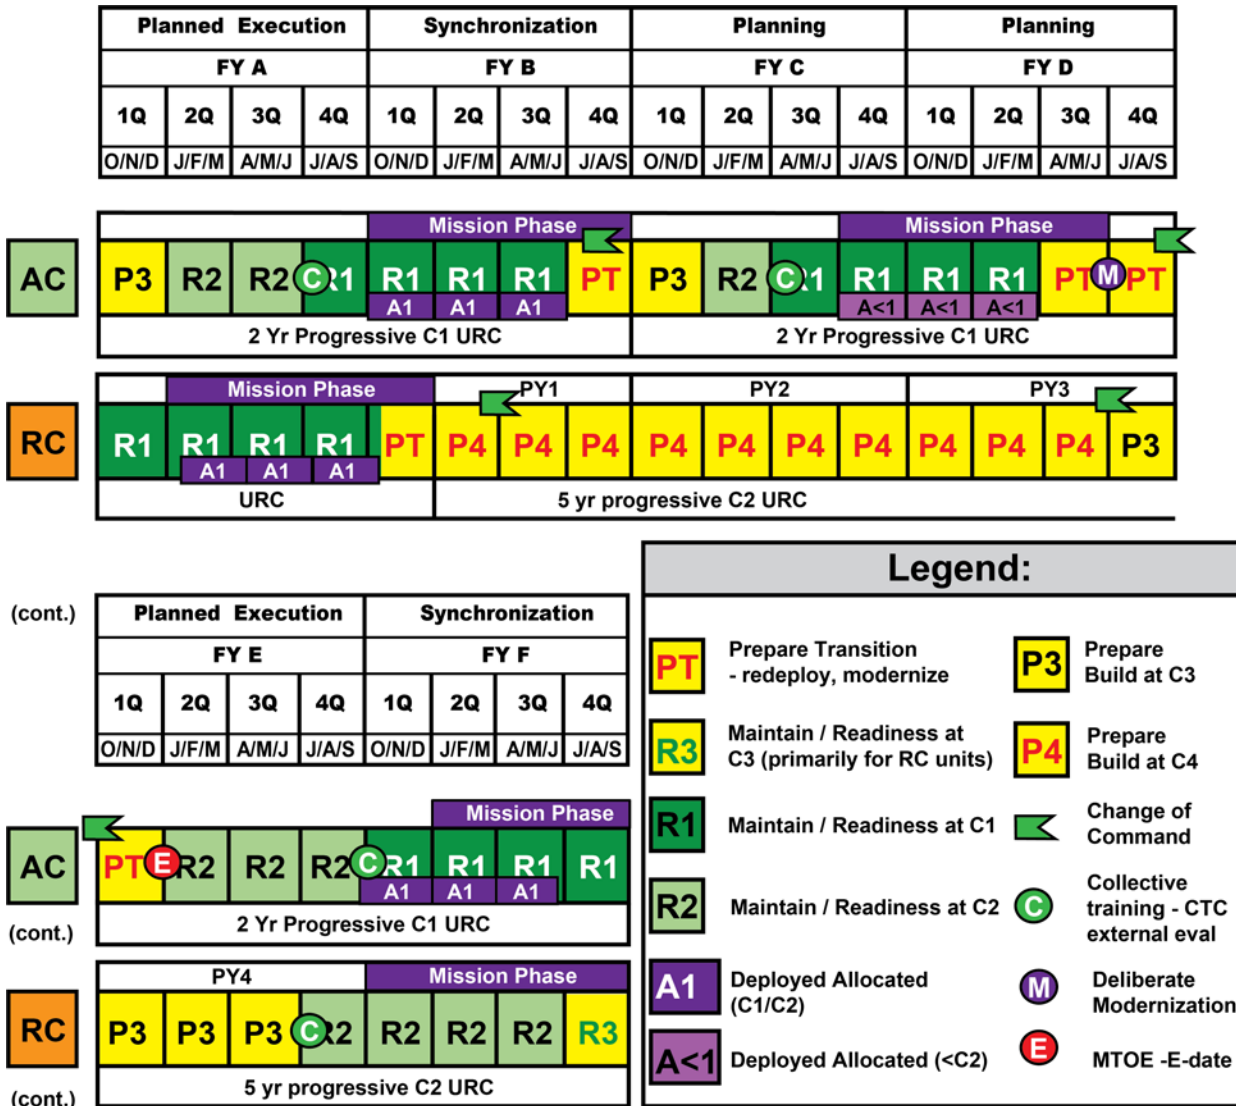 Planned Execution Synchronization Planning Planning
FY A FY B FY C FY D
1Q 2Q 3Q 4Q 1Q 2Q 3Q 4Q 1Q 2Q 3Q 4Q 1Q 2Q 3Q 4Q
O/N/D J/F/M A/M/J J/A/S O/N/D J/F/M A/M/J J/A/S O/N/D J/F/M A/M/J J/A/S O/N/D J/F/M A/M/J J/A/S
Mission Phase Mission Phase
AC P3 R2 R2 C R1 R1 R1 R1 PT P3 R2 C R1 R1 R1 R1 PT M PT
A1 A1 A1 A<1 A<1 A<1
2 Yr Progressive C1 URC 2 Yr Progressive C1 URC
Mission Phase PY1 PY2 PY3
RC R1 R1 R1 R1 PT P4 P4 P4 P4 P4 P4 P4 P4 P4 P4 P3
A1 A1 A1
URC 5 yr progressive C2 URC
(cont.) Planned Execution Synchronization
FY E FY F
1Q 2Q 3Q 4Q 1Q 2Q 3Q 4Q
O/N/D J/F/M A/M/J J/A/S O/N/D J/F/M A/M/J J/A/S
Mission Phase
AC PT E R2 R2 R2 C R1 R1 R1 R1
A1 A1 A1
(cont.) 2 Yr Progressive C1 URC
PY4 Mission Phase
RC P3 P3 P3 C R2 R2 R2 R2 R3
(cont.) 5 yr progressive C2 URC
Legend:
PT Prepare Transition
- redeploy, modernize
P3 Prepare
Build at C3
R3 Maintain / Readiness at
C3 (primarily for RC units)
P4 Prepare
Build at C4
R1 Maintain / Readiness at C1
Change of
Command
R2 Maintain / Readiness at C2
C Collective
training - CTC
external eval
A1 Deployed Allocated
(C1/C2)
M Deliberate
Modernization
A<1 Deployed Allocated (<C2)
E MTOE -E-date